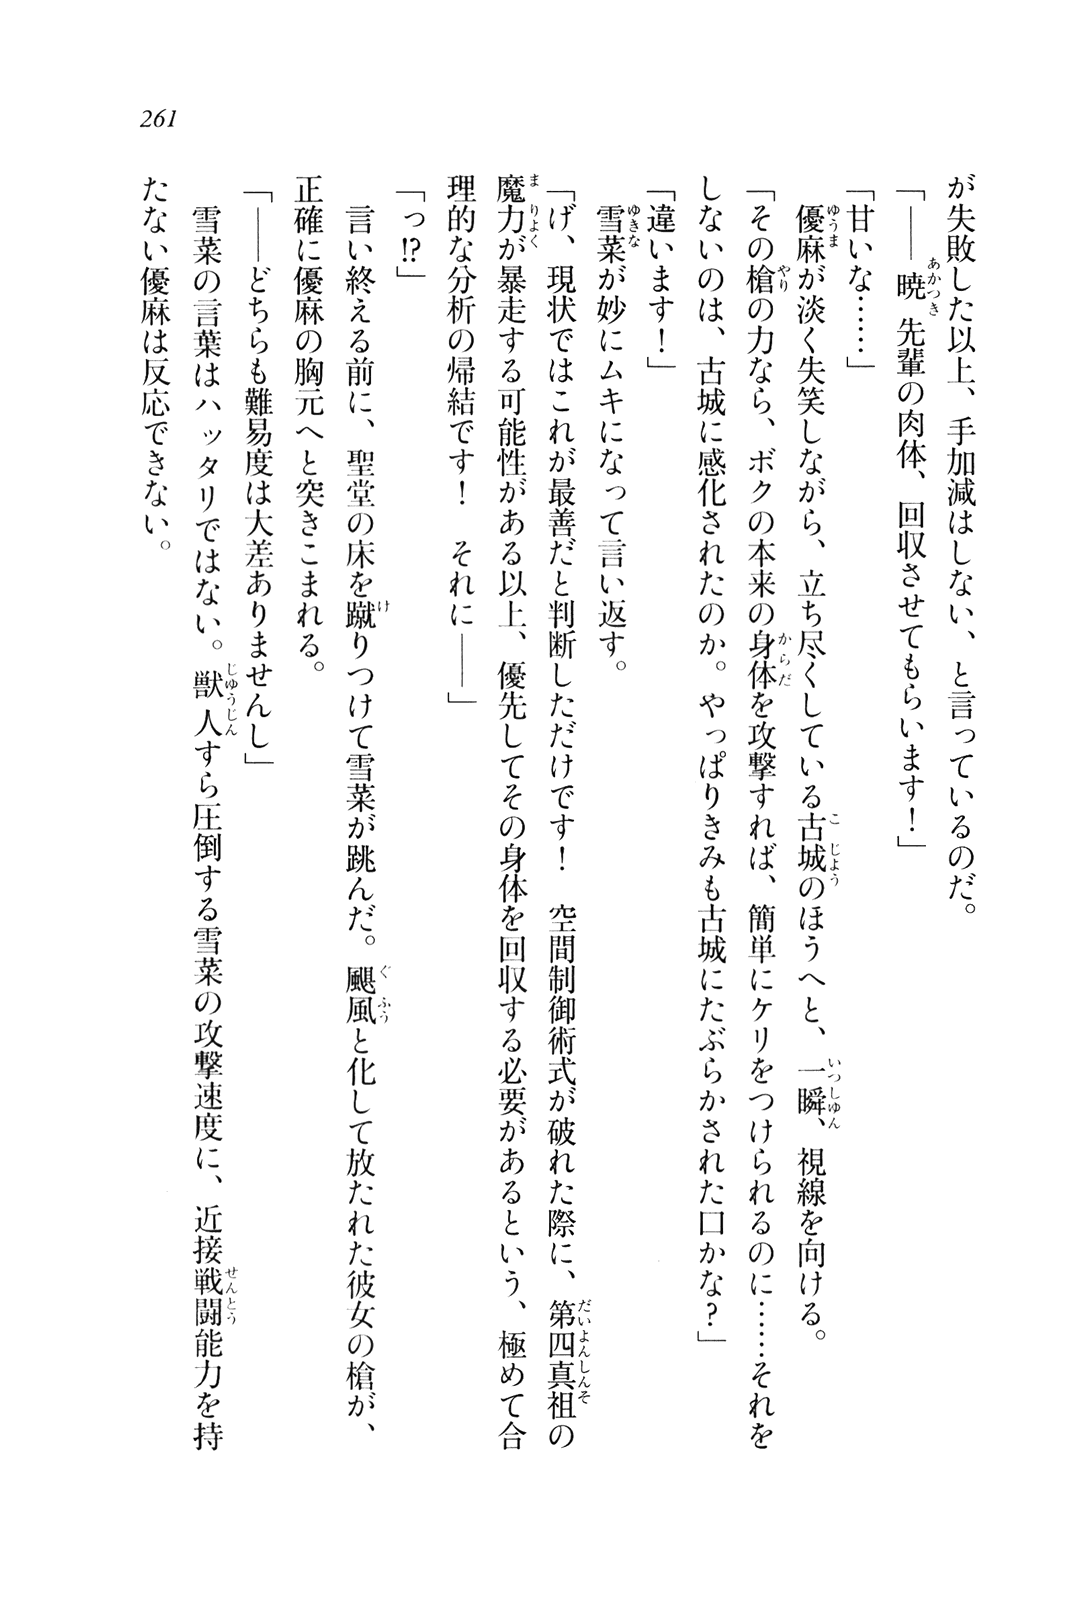 261
が失敗した以上、手加減はしない、と言っているのだ。
「――暁先輩の肉体、回収させてもらいます！」
「甘いな……」
　優麻が淡く失笑しながら、立ち尽くしている古城のほうへと、一瞬、視線を向ける。
「その槍の力なら、ボクの本来の身体を攻撃すれば、簡単にケリをつけられるのに……それを
しないのは、古城に感化されたのか。やっぱりきみも古城にたぶらかされた口かな？」
「違います！」
　雪菜が妙にムキになって言い返す。
「げ、現状ではこれが最善だと判断しただけです！　空間制御術式が破れた際に、第四真祖の
魔力が暴走する可能性がある以上、優先してその身体を回収する必要があるという、極めて合
理的な分析の帰結です！　それに――」
「っ!?」
　言い終える前に、聖堂の床を蹴りつけて雪菜が跳んだ。颶風と化して放たれた彼女の槍が、
正確に優麻の胸元へと突きこまれる。
「――どちらも難易度は大差ありませんし」
　雪菜の言葉はハッタリではない。獣人すら圧倒する雪菜の攻撃速度に、近接戦闘能力を持
たない優麻は反応できない。